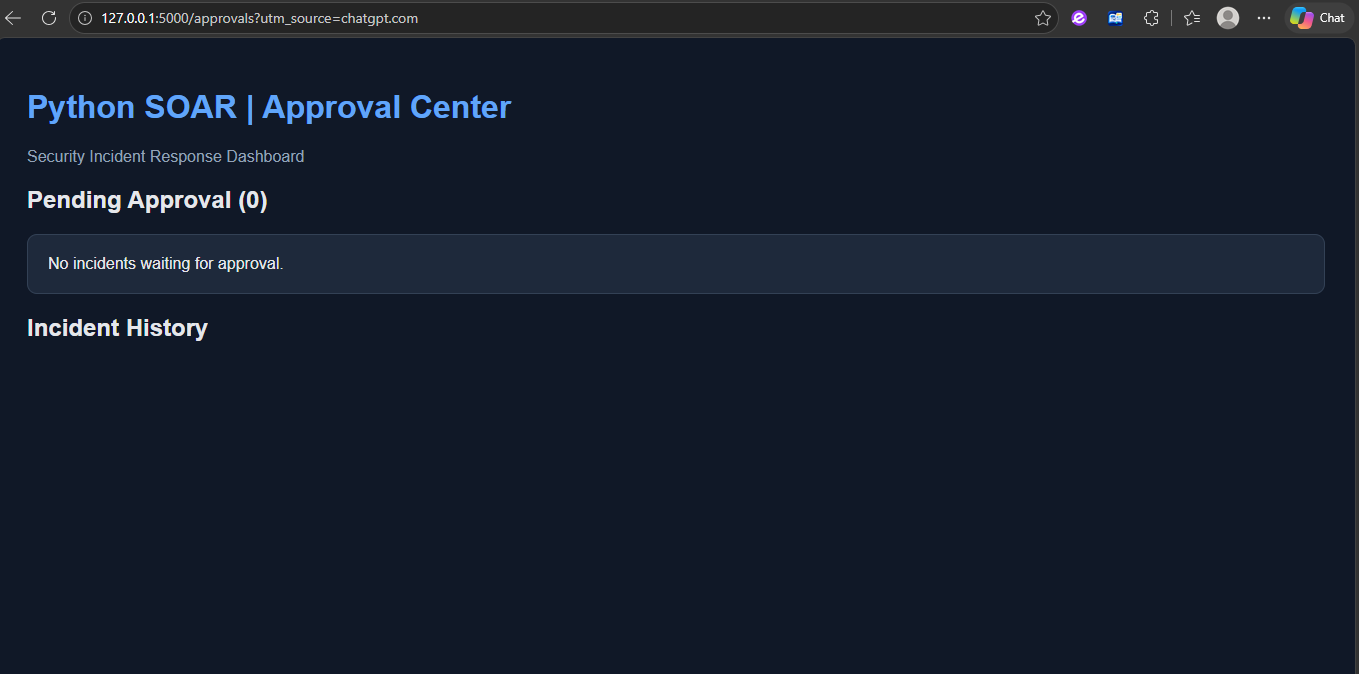 127.0.0.1:5000/approvals?utm_source=chatgpt.com
Chat
Python SOAR | Approval Center
Security Incident Response Dashboard
Pending Approval (0)
No incidents waiting for approval.
Incident History